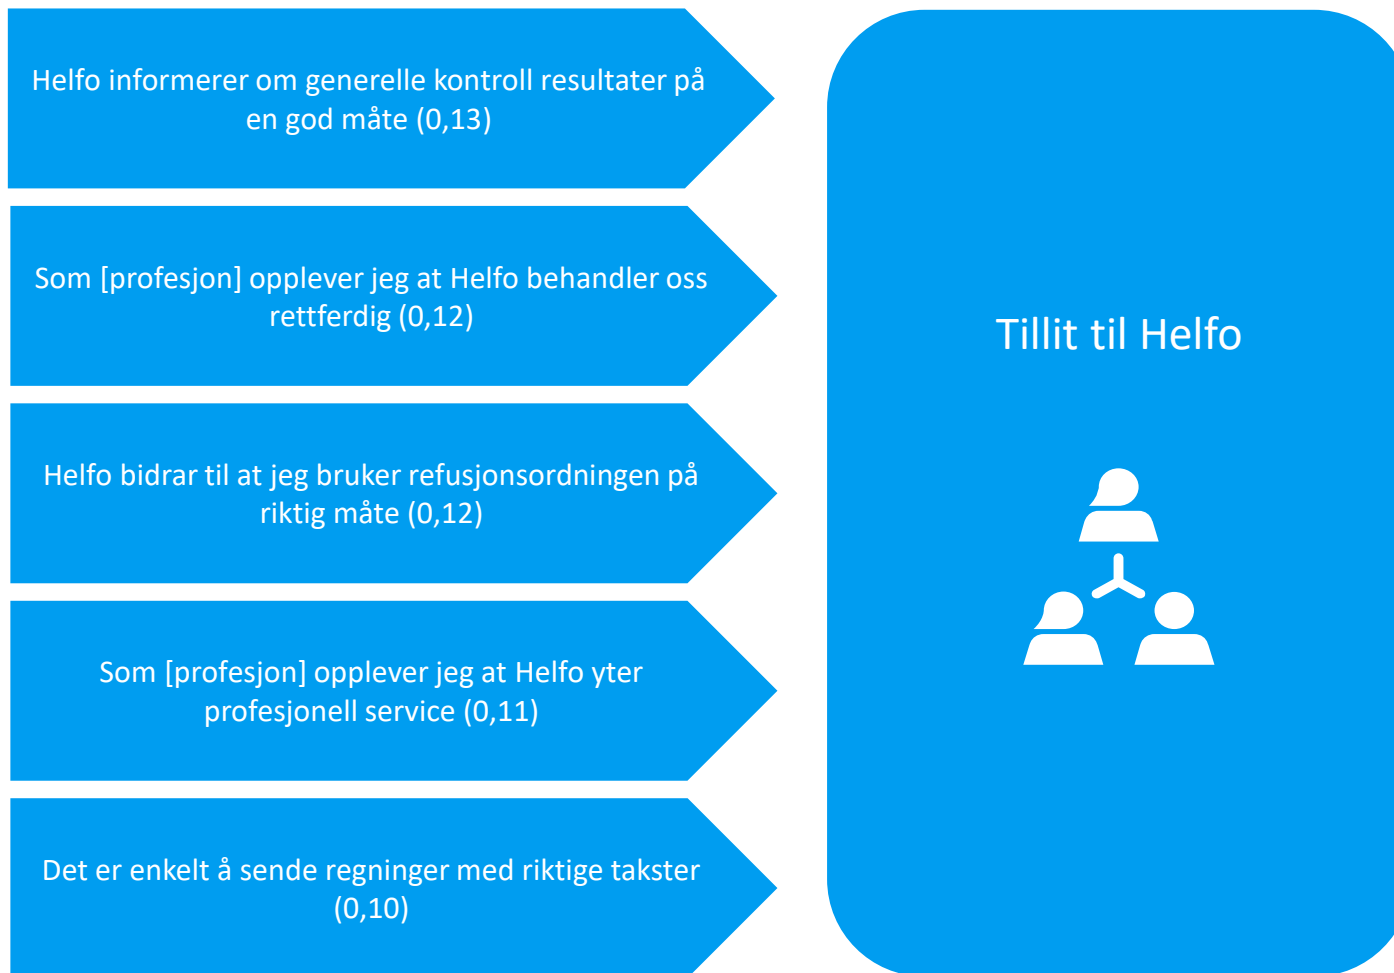 Helfo informerer om generelle kontroll resultater på
en god måte (0,13)
Som [profesjon] opplever jeg at Helfo behandler oss
rettferdig (0,12)
Helfo bidrar til at jeg bruker refusjonsordningen på
riktig måte (0,12)
Som [profesjon] opplever jeg at Helfo yter
profesjonell service (0,11)
Det er enkelt å sende regninger med riktige takster
(0,10)
Tillit til Helfo